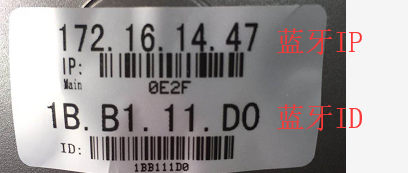 172.16.14.47 蓝牙IP
IP:
Main
0E2F
1B.B1.11.D0 蓝牙ID
ID:
1BB111D0